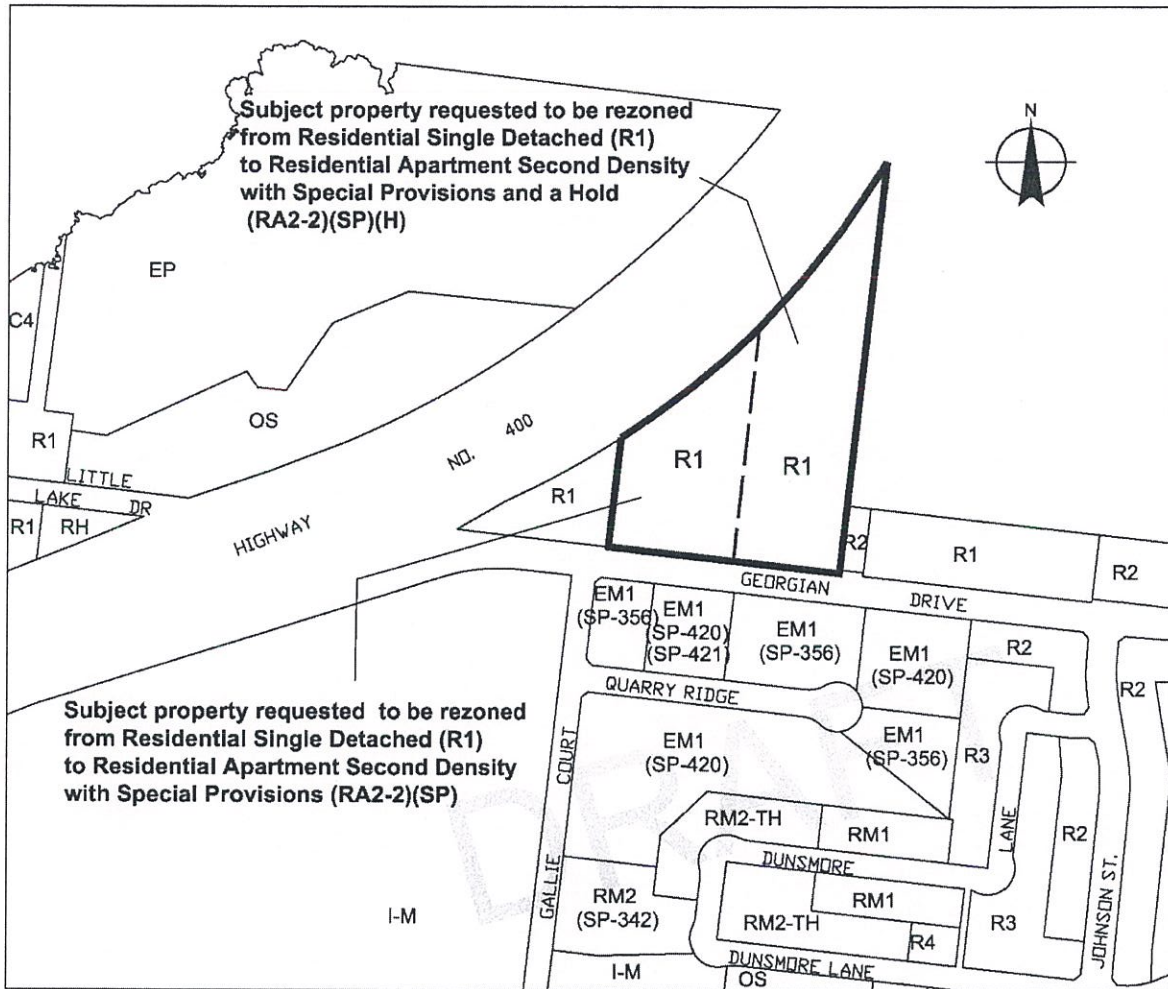 Subject property requested to be rezoned
from Residential Single Detached (R1)
to Residential Apartment Second Density
with Special Provisions and a Hold
(RA2-2)(SP)(H)
N
EP
C4
OS
R1
LITTLE
LAKE DR
R1
RH
HIGHWAY
NO. 400
R1
R1
R1
R2
R1
R2
GEORGIAN DRIVE
EM1
(SP-356)
EM1
(SP-420)
(SP-421)
EM1
(SP-356)
EM1
(SP-420)
R2
R2
QUARRY RIDGE
Subject property requested to be rezoned
from Residential Single Detached (R1)
to Residential Apartment Second Density
with Special Provisions (RA2-2)(SP)
GALLIE COURT
EM1
(SP-420)
EM1
(SP-356)
R3
LANE
R2
RM2-TH
RM1
DUNSMORE
RM2
(SP-342)
RM1
RM2-TH
R4
R3
JOHNSON ST.
I-M
I-M
DUNSMORE LANE
OS
DRAFT